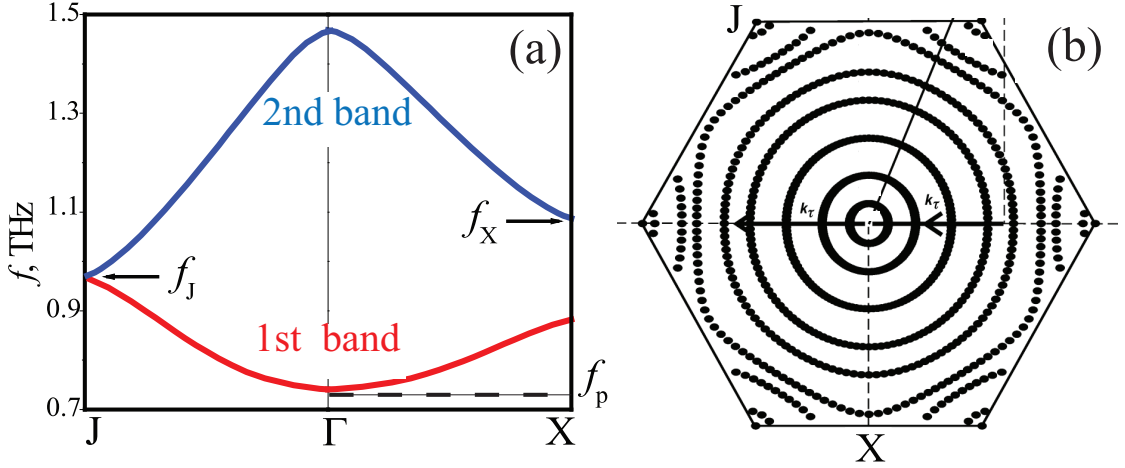 1.5
(a)
2nd band
1.3
1.1
f, THz
f_X
f_J
0.9
1st band
f_p
0.7
J Γ X
J
(b)
k_τ k_τ
X